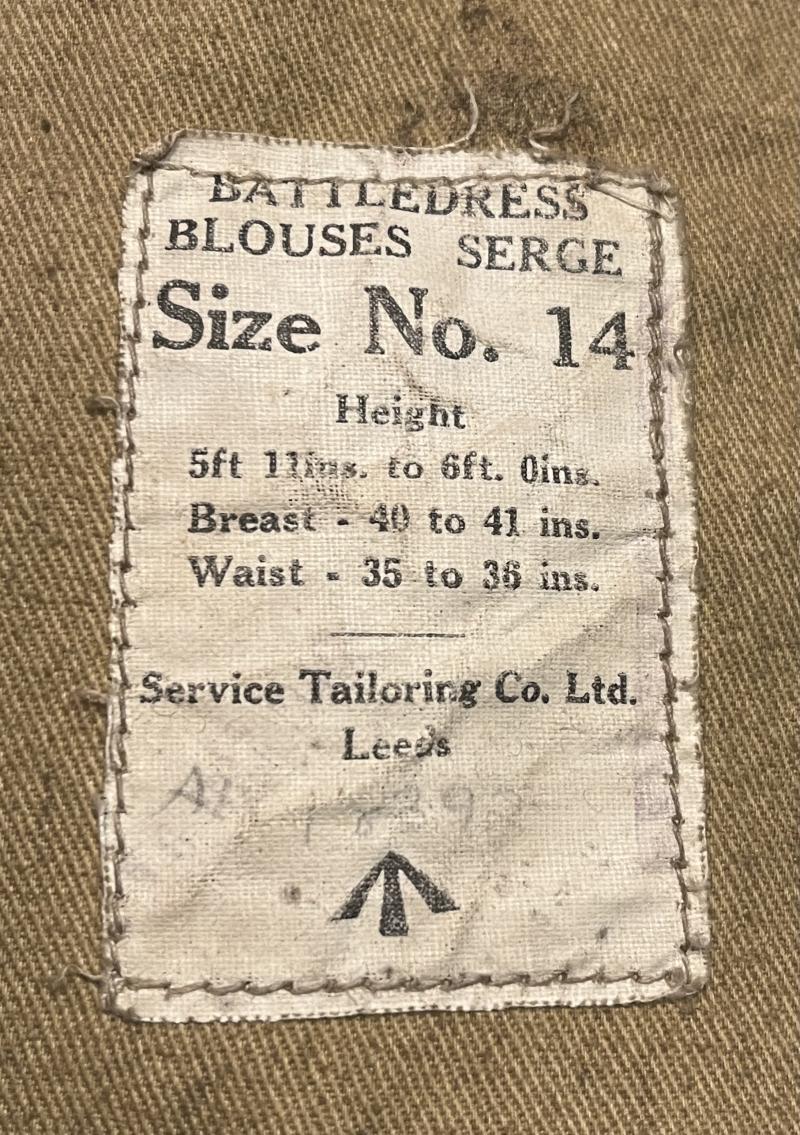 BATTLEDRESS
BLOUSES SERGE
Size No. 14
Height
5ft 11ins. to 6ft. 0ins.
Breast - 40 to 41 ins.
Waist - 35 to 36 ins.
Service Tailoring Co. Ltd.
Leeds